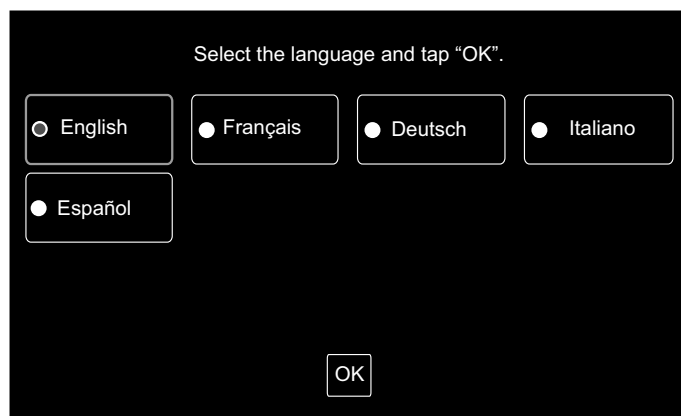 Select the language and tap “OK”.
English
Français
Deutsch
Italiano
Español
OK